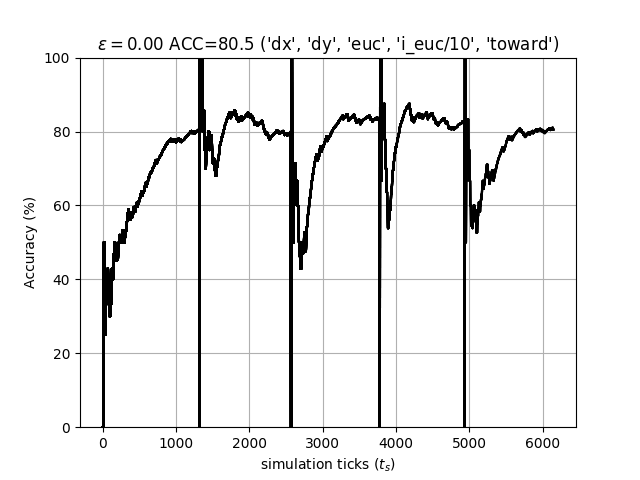 ε = 0.00 ACC=80.5 ('dx', 'dy', 'euc', 'i_euc/10', 'toward')
100
80
60
40
20
0
Accuracy (%)
0 1000 2000 3000 4000 5000 6000
simulation ticks (tₛ)